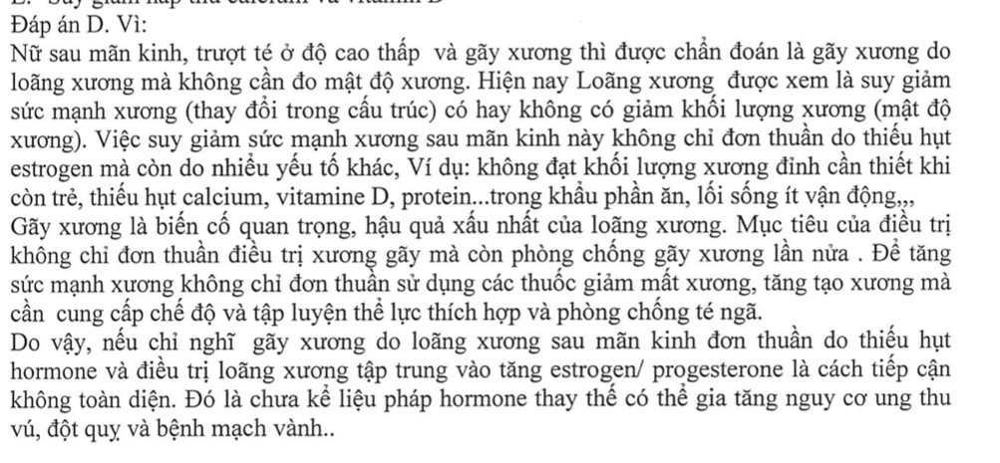 Đáp án D. Vì:
Nữ sau mãn kinh, trượt té ở độ cao thấp và gãy xương thì được chẩn đoán là gãy xương do
loãng xương mà không cần đo mật độ xương. Hiện nay Loãng xương được xem là suy giảm
sức mạnh xương (thay đổi trong cấu trúc) có hay không có giảm khối lượng xương (mật độ
xương). Việc suy giảm sức mạnh xương sau mãn kinh này không chỉ đơn thuần do thiếu hụt
estrogen mà còn do nhiều yếu tố khác, Ví dụ: không đạt khối lượng xương đỉnh cần thiết khi
còn trẻ, thiếu hụt calcium, vitamine D, protein...trong khẩu phần ăn, lối sống ít vận động,,,
Gãy xương là biến cố quan trọng, hậu quả xấu nhất của loãng xương. Mục tiêu của điều trị
không chỉ đơn thuần điều trị xương gãy mà còn phòng chống gãy xương lần nửa . Để tăng
sức mạnh xương không chỉ đơn thuần sử dụng các thuốc giảm mất xương, tăng tạo xương mà
cần cung cấp chế độ và tập luyện thể lực thích hợp và phòng chống té ngã.
Do vậy, nếu chỉ nghĩ gãy xương do loãng xương sau mãn kinh đơn thuần do thiếu hụt
hormone và điều trị loãng xương tập trung vào tăng estrogen/ progesterone là cách tiếp cận
không toàn diện. Đó là chưa kể liệu pháp hormone thay thế có thể gia tăng nguy cơ ung thu
vú, đột quỵ và bệnh mạch vành..